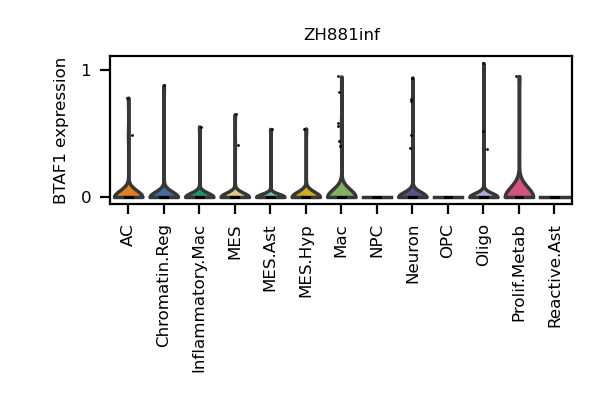 ZH881inf
BTAF1 expression
1
0
AC
Chromatin.Reg
Inflammatory.Mac
MES
MES.Ast
MES.Hyp
Mac
NPC
Neuron
OPC
Oligo
Prolif.Metab
Reactive.Ast